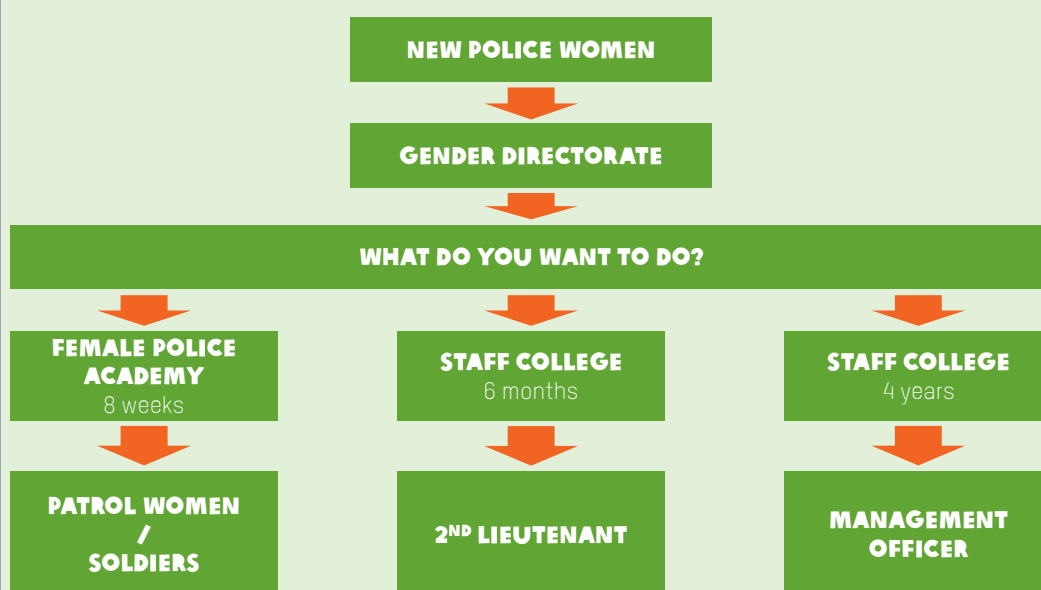 NEW POLICE WOMEN
GENDER DIRECTORATE
WHAT DO YOU WANT TO DO?
FEMALE POLICE
ACADEMY
8 weeks
STAFF COLLEGE
6 months
STAFF COLLEGE
4 years
PATROL WOMEN
/
SOLDIERS
2ND LIEUTENANT
MANAGEMENT
OFFICER